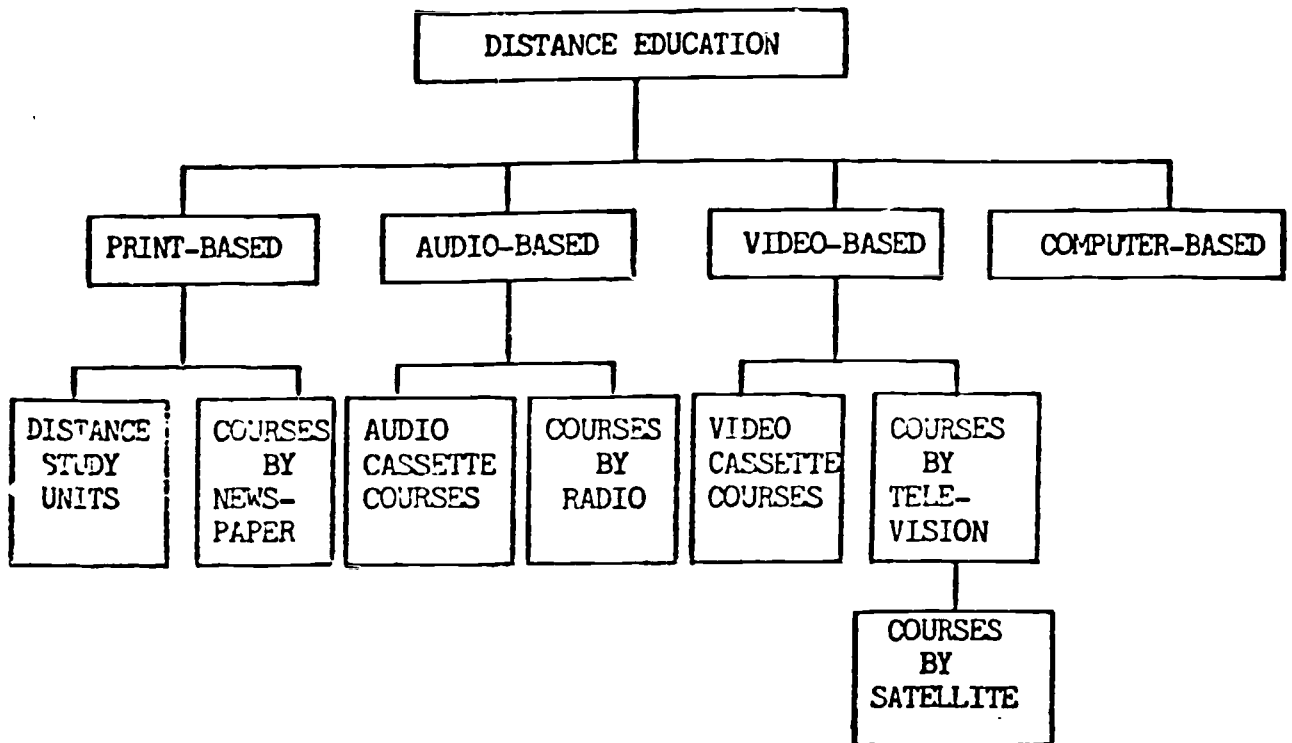 DISTANCE EDUCATION
PRINT-BASED
AUDIO-BASED
VIDEO-BASED
COMPUTER-BASED
DISTANCE
STUDY
UNITS
COURSES
BY
NEWS-
PAPER
AUDIO
CASSETTE
COURSES
COURSES
BY
RADIO
VIDEO
CASSETTE
COURSES
COURSES
BY
TELE-
VISION
COURSES
BY
SATELLITE